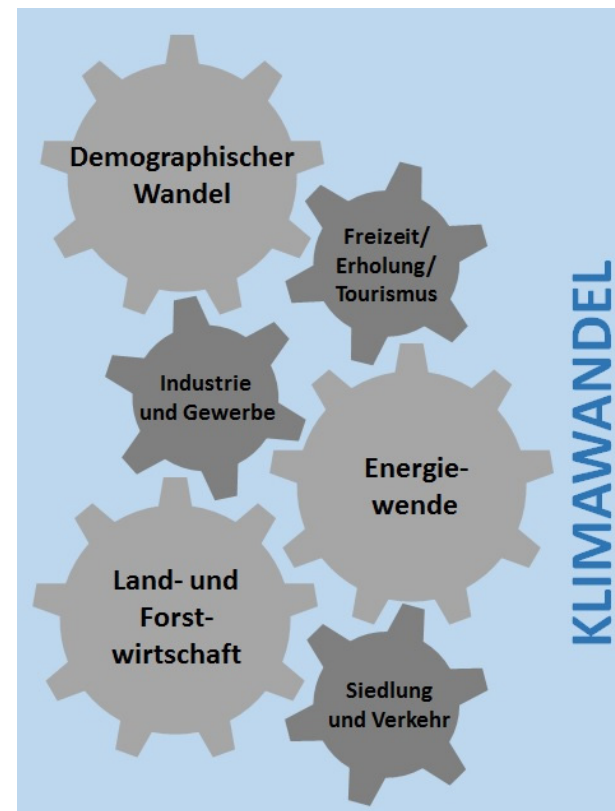 Demographischer
Wandel
Freizeit/
Erholung/
Tourismus
Industrie
und Gewerbe
Energie-
wende
Land- und
Forst-
wirtschaft
Siedlung
und Verkehr
KLIMAWANDEL